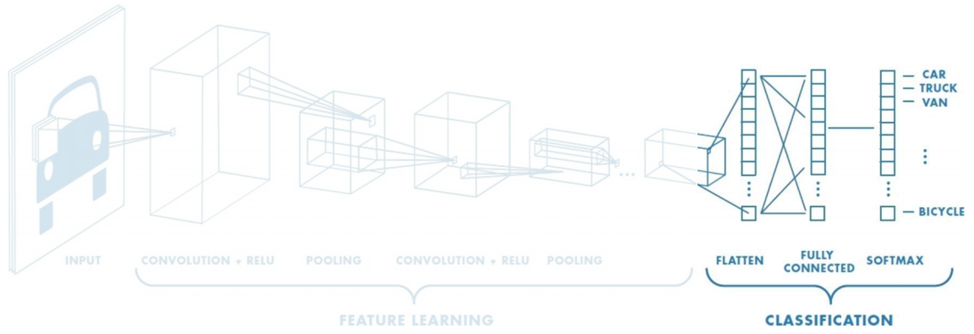 CAR
TRUCK
VAN
BICYCLE
INPUT
CONVOLUTION + RELU
POOLING
CONVOLUTION + RELU
POOLING
FLATTEN
FULLY
CONNECTED
SOFTMAX
FEATURE LEARNING
CLASSIFICATION